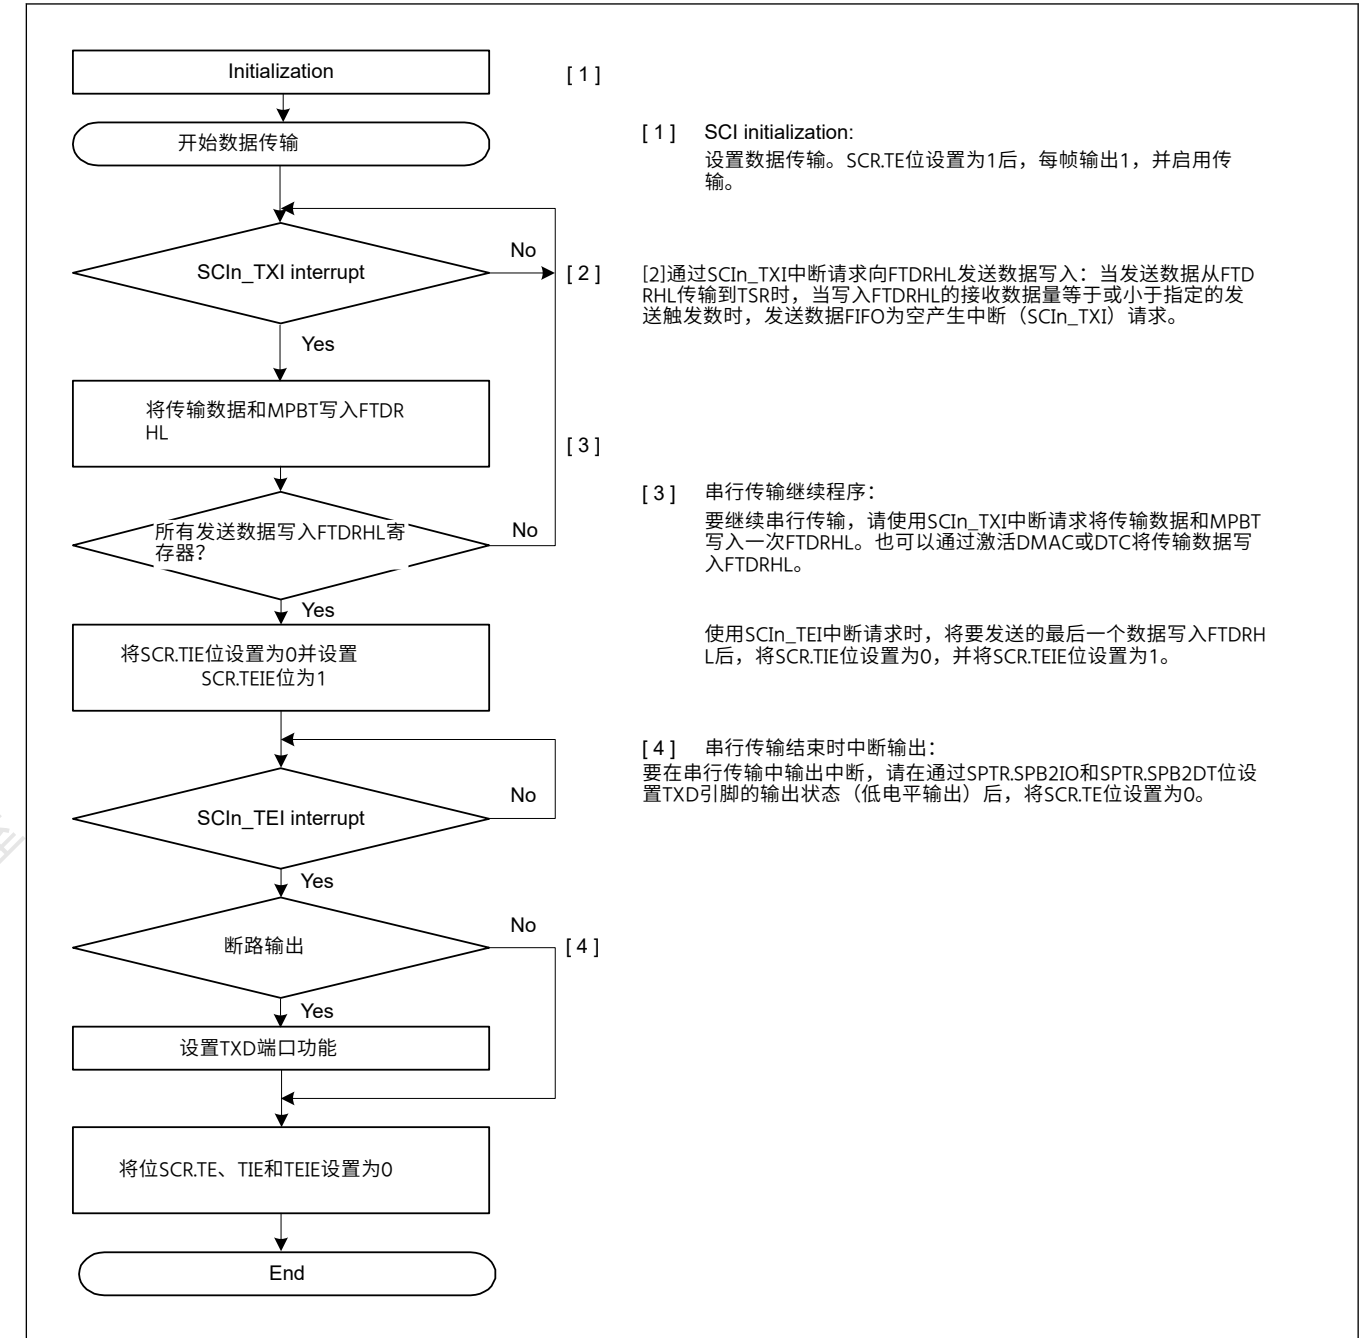 Initialization
[ 1 ]
开始数据传输
[ 1 ] SCI initialization:
设置数据传输。SCR.TE位设置为1后，每帧输出1，并启用传
输。
SCIn_TXI interrupt
No
[ 2 ]
[2]通过SCIn_TXI中断请求向FTDRHL发送数据写入：当发送数据从FTD
RHL传输到TSR时，当写入FTDRHL的接收数据量等于或小于指定的发
送触发数时，发送数据FIFO为空产生中断（SCIn_TXI）请求。
Yes
将传输数据和MPBT写入FTDR
HL
[ 3 ]
[ 3 ] 串行传输继续程序：
要继续串行传输，请使用SCIn_TXI中断请求将传输数据和MPBT
写入一次FTDRHL。也可以通过激活DMAC或DTC将传输数据写
入FTDRHL。
所有发送数据写入FTDRHL寄
存器？
No
Yes
使用SCIn_TEI中断请求时，将要发送的最后一个数据写入FTDRH
L后，将SCR.TIE位设置为0，并将SCR.TEIE位设置为1。
将SCR.TIE位设置为0并设置
SCR.TEIE位为1
[ 4 ] 串行传输结束时中断输出：
要在串行传输中输出中断，请在通过SPTR.SPB2IO和SPTR.SPB2DT位设
置TXD引脚的输出状态（低电平输出）后，将SCR.TE位设置为0。
SCIn_TEI interrupt
No
Yes
断路输出
No
[ 4 ]
Yes
设置TXD端口功能
将位SCR.TE、TIE和TEIE设置为0
End